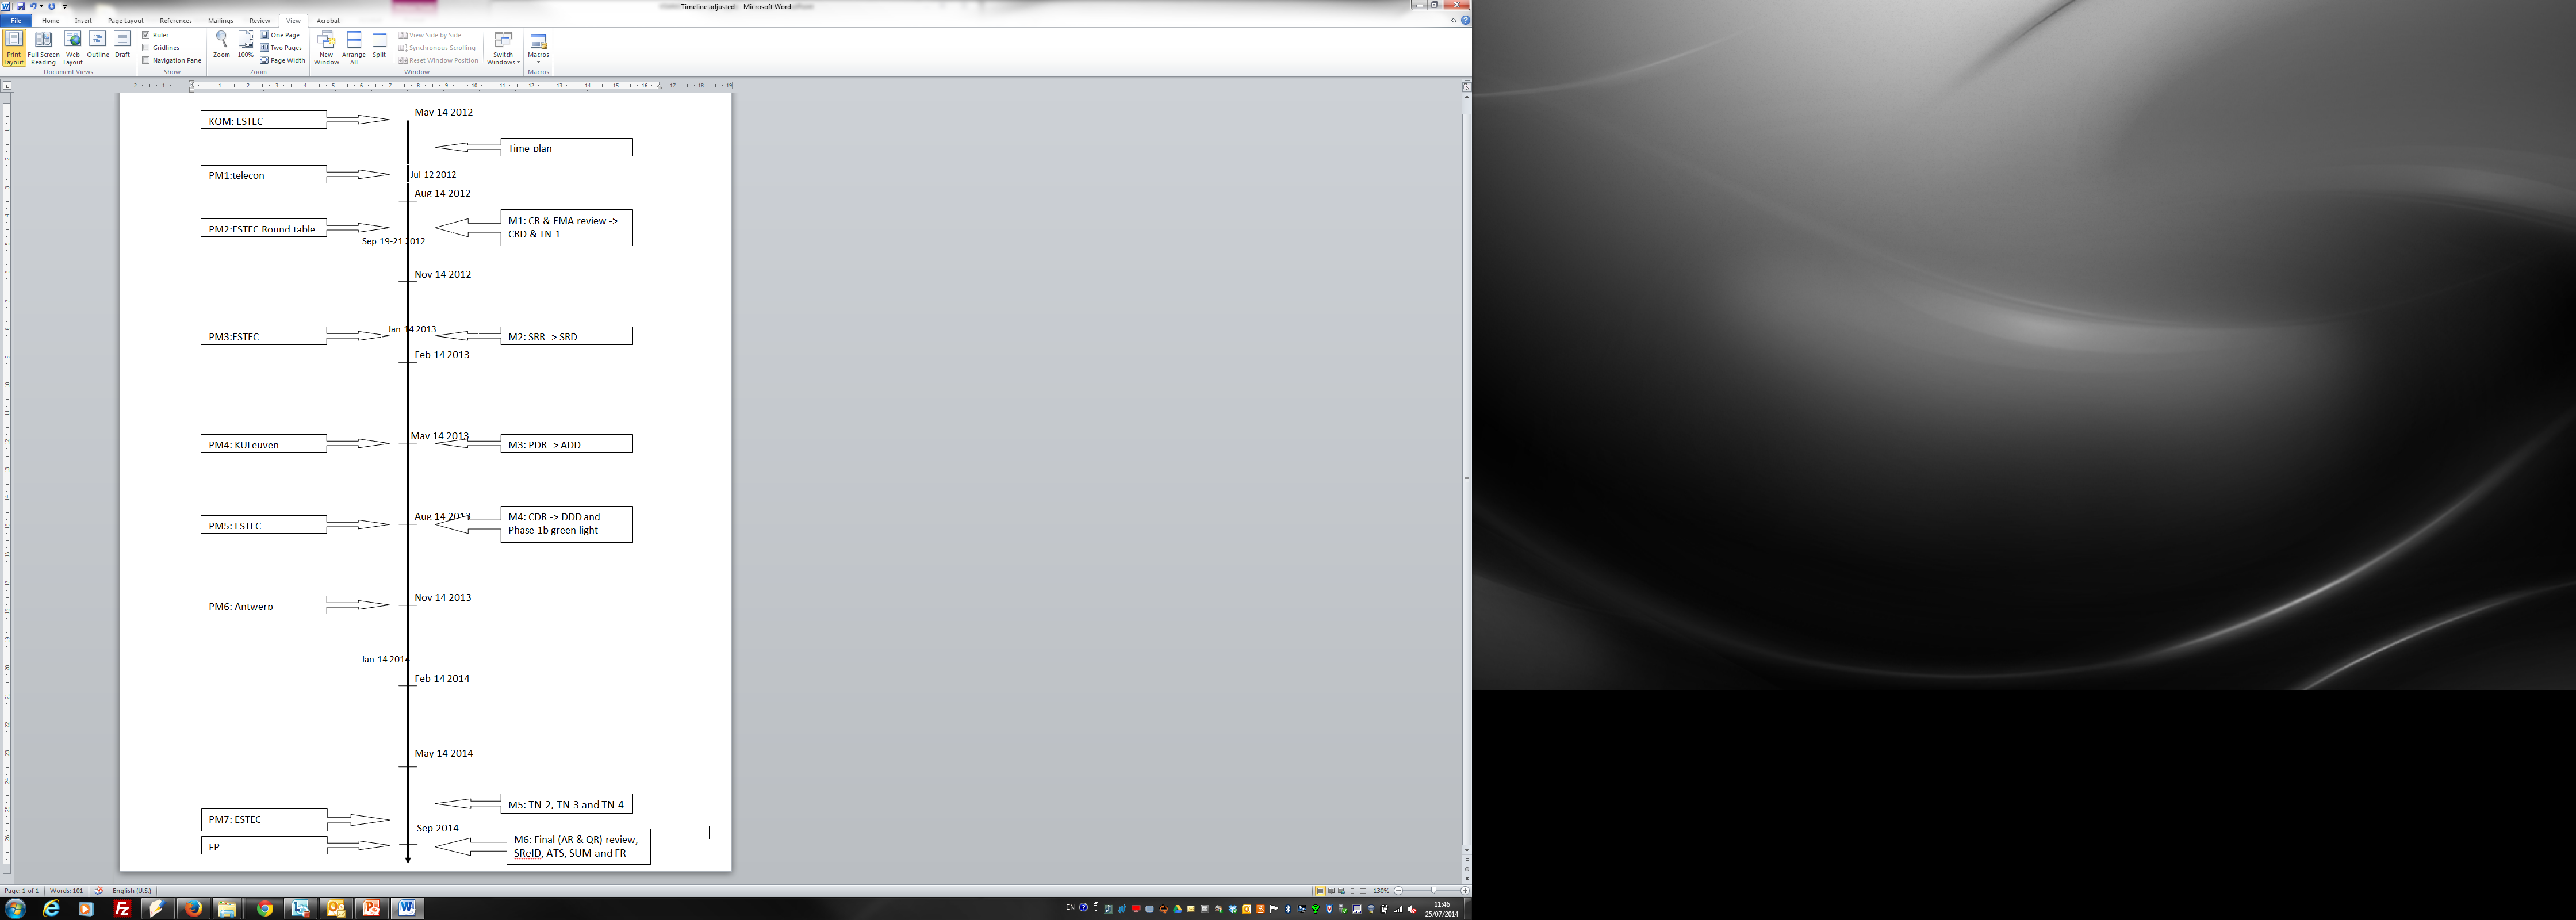 Timeline adjusted - Microsoft Word
File Home Insert Page Layout References Mailings Review View Acrobat
Print Layout
Full Screen Reading
Web Layout
Outline
Draft
Document Views
Ruler
Gridlines
Navigation Pane
Show
Zoom
100%
One Page
Two Pages
Page Width
Zoom
New Window
Arrange All
Split
View Side by Side
Synchronous Scrolling
Reset Window Position
Window
Switch Windows
Macros
Macros
May 14 2012
KOM: ESTEC
Time plan
PM1:telecon
Jul 12 2012
Aug 14 2012
PM2:ESTEC Round table
M1: CR & EMA review ->
CRD & TN-1
Sep 19-21 2012
Nov 14 2012
Jan 14 2013
PM3:ESTEC
M2: SRR -> SRD
Feb 14 2013
May 14 2013
PM4: KULeuven
M3: PDR -> ADD
Aug 14 2013
PM5: ESTEC
M4: CDR -> DDD and
Phase 1b green light
Nov 14 2013
PM6: Antwerp
Jan 14 2014
Feb 14 2014
May 14 2014
M5: TN-2, TN-3 and TN-4
PM7: ESTEC
Sep 2014
FP
M6: Final (AR & QR) review,
SRelD, ATS, SUM and FR
Page: 1 of 1 Words: 101 English (U.S.) 130%
EN
11:46
25/07/2014